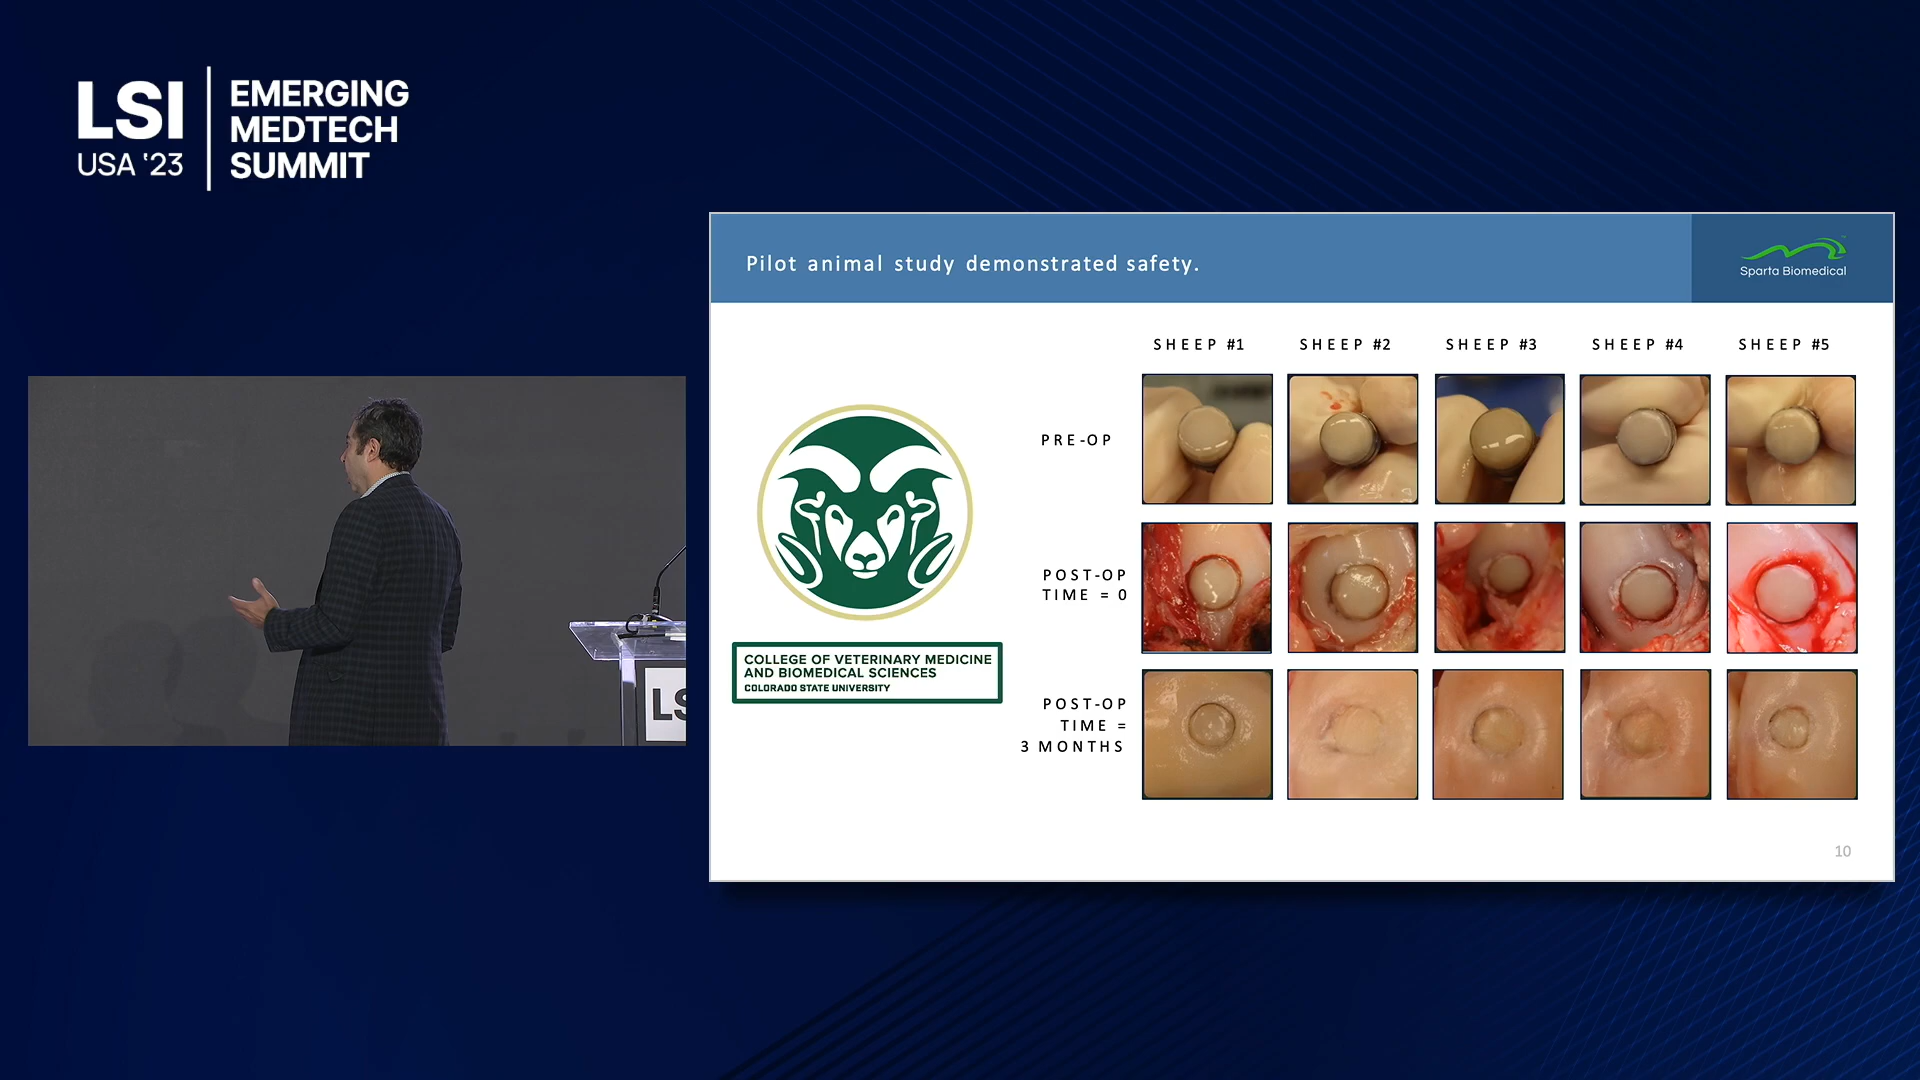 LSI
USA '23
EMERGING
MEDTECH
SUMMIT
Pilot animal study demonstrated safety.
Sparta Biomedical
SHEEP #1
SHEEP #2
SHEEP #3
SHEEP #4
SHEEP #5
PRE-OP
POST-OP
TIME = 0
POST-OP
TIME =
3 MONTHS
COLLEGE OF VETERINARY MEDICINE
AND BIOMEDICAL SCIENCES
COLORADO STATE UNIVERSITY
LS
10